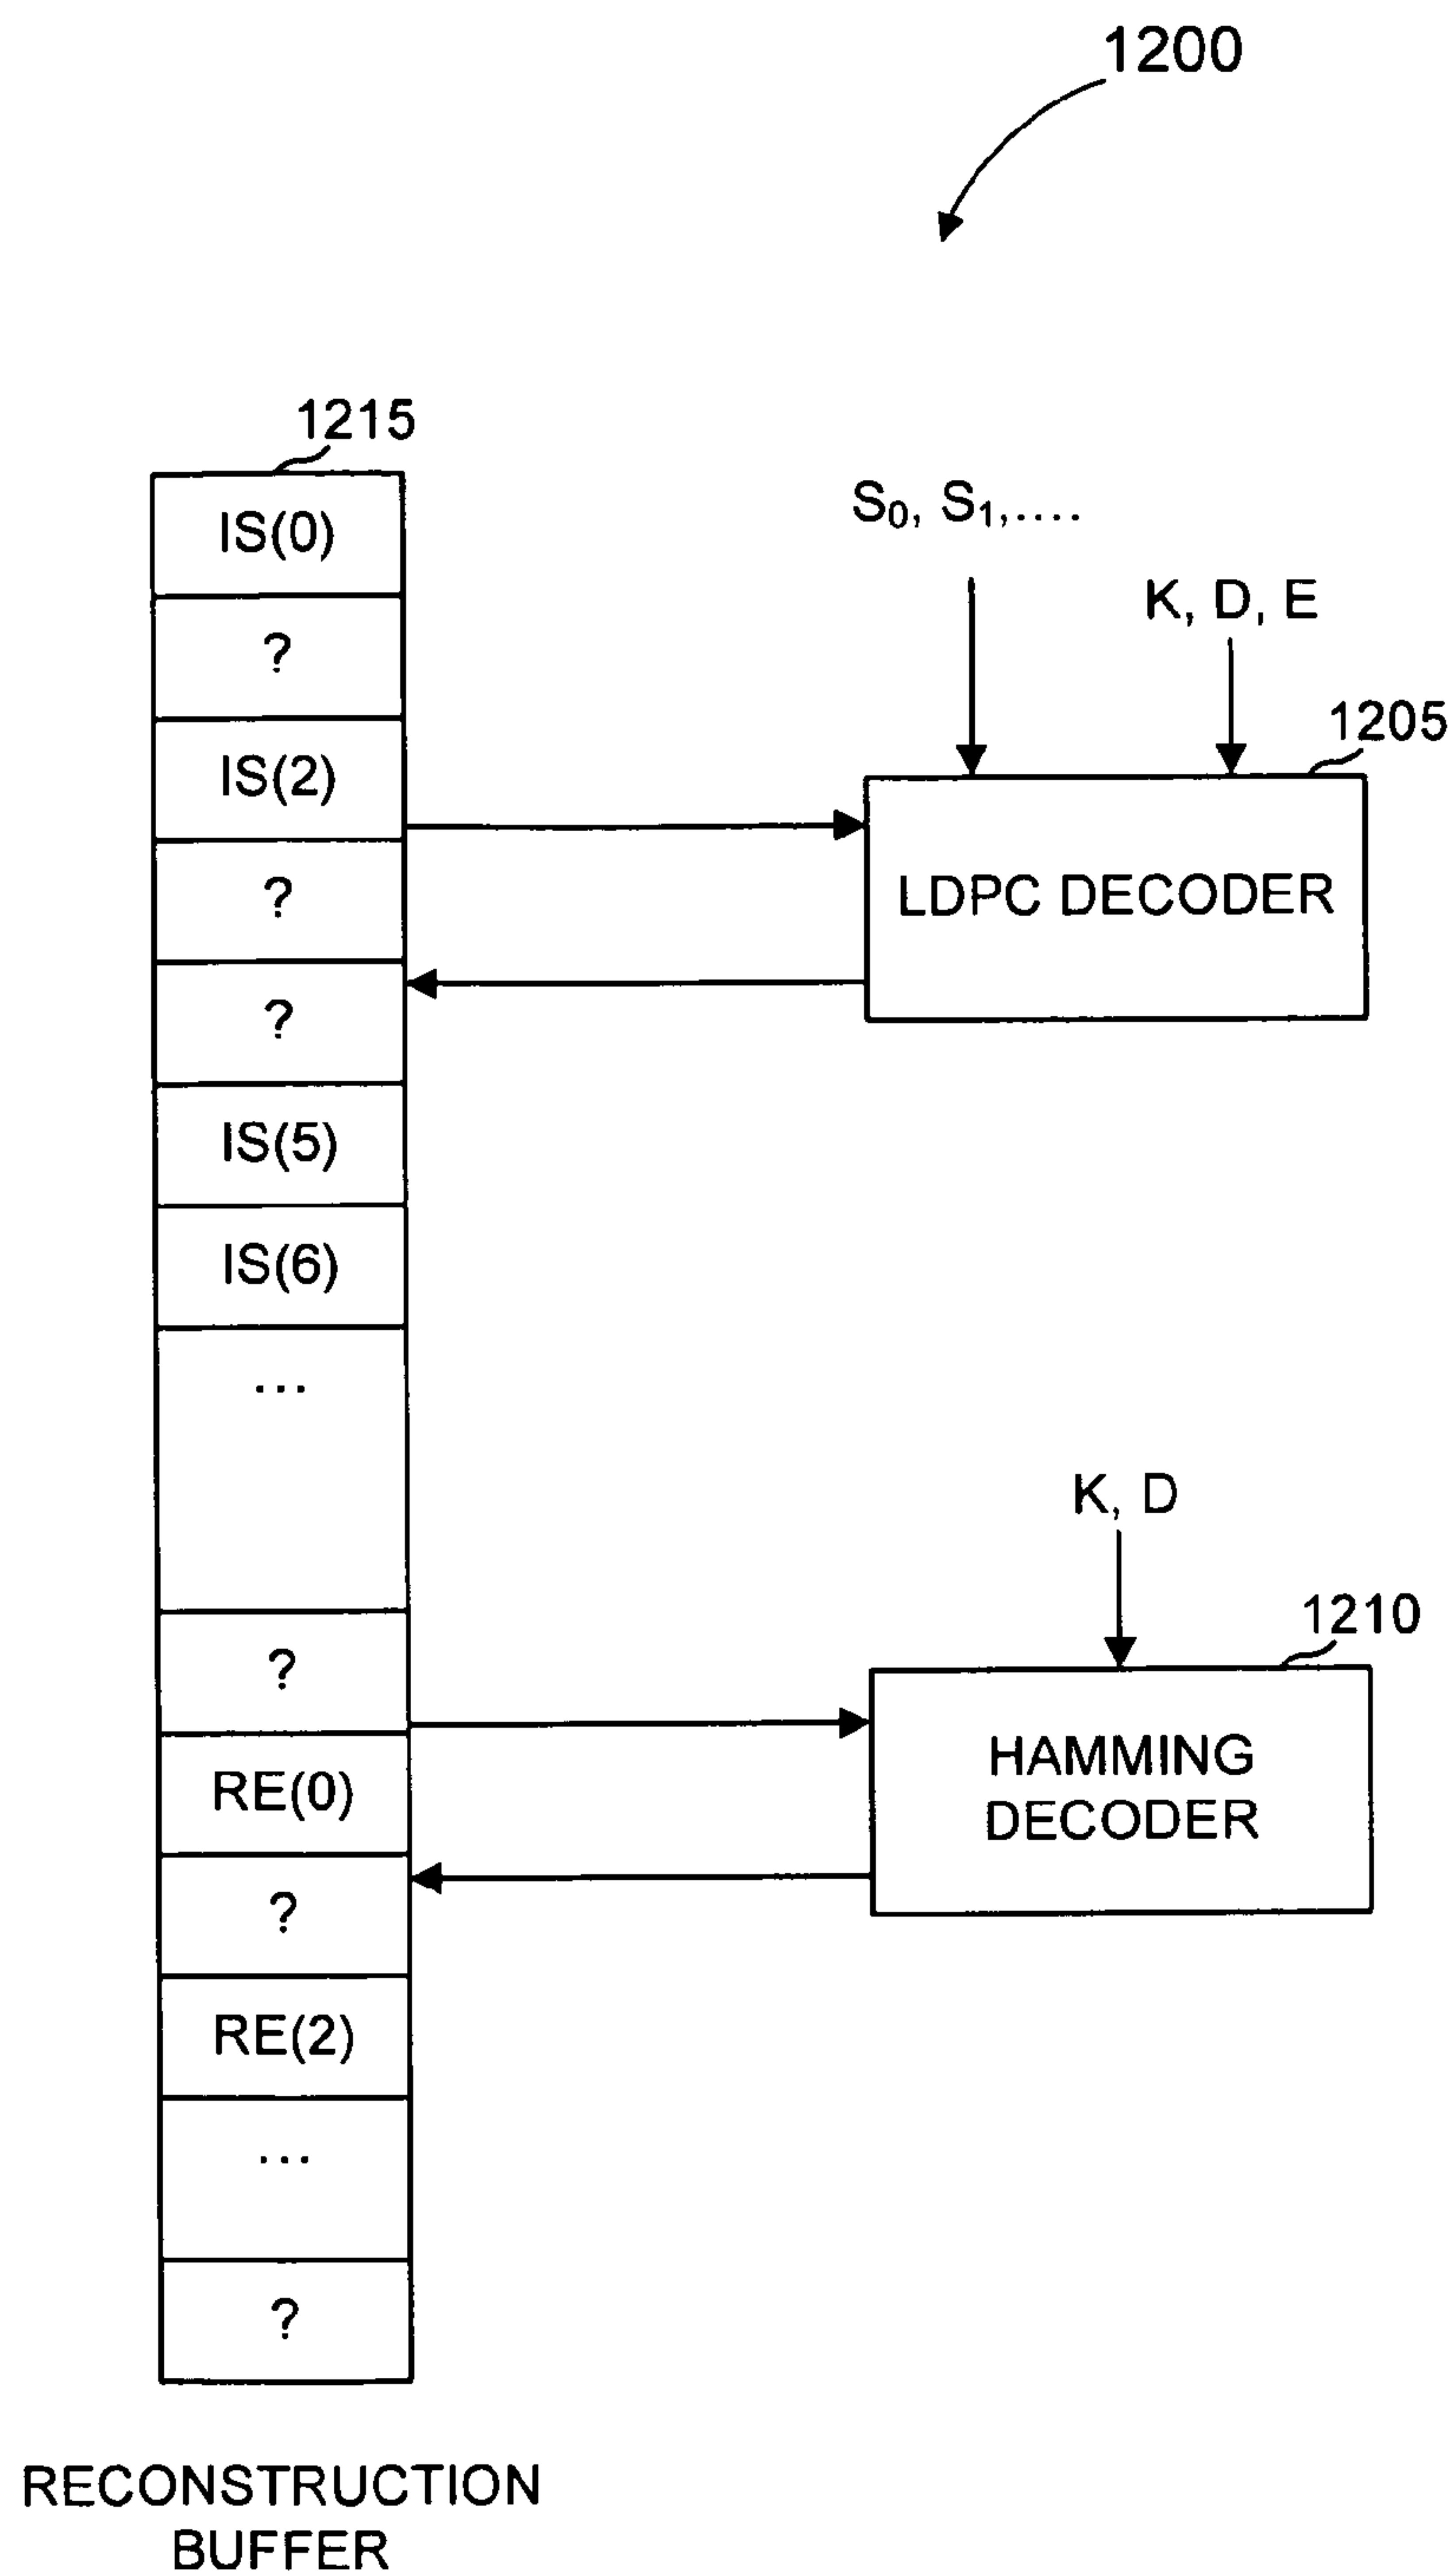 1200
1215
IS(0)
?
IS(2)
?
?
IS(5)
IS(6)
...
?
RE(0)
?
RE(2)
...
?
RECONSTRUCTION
BUFFER
S₀, S₁,....
K, D, E
1205
LDPC DECODER
K, D
1210
HAMMING
DECODER